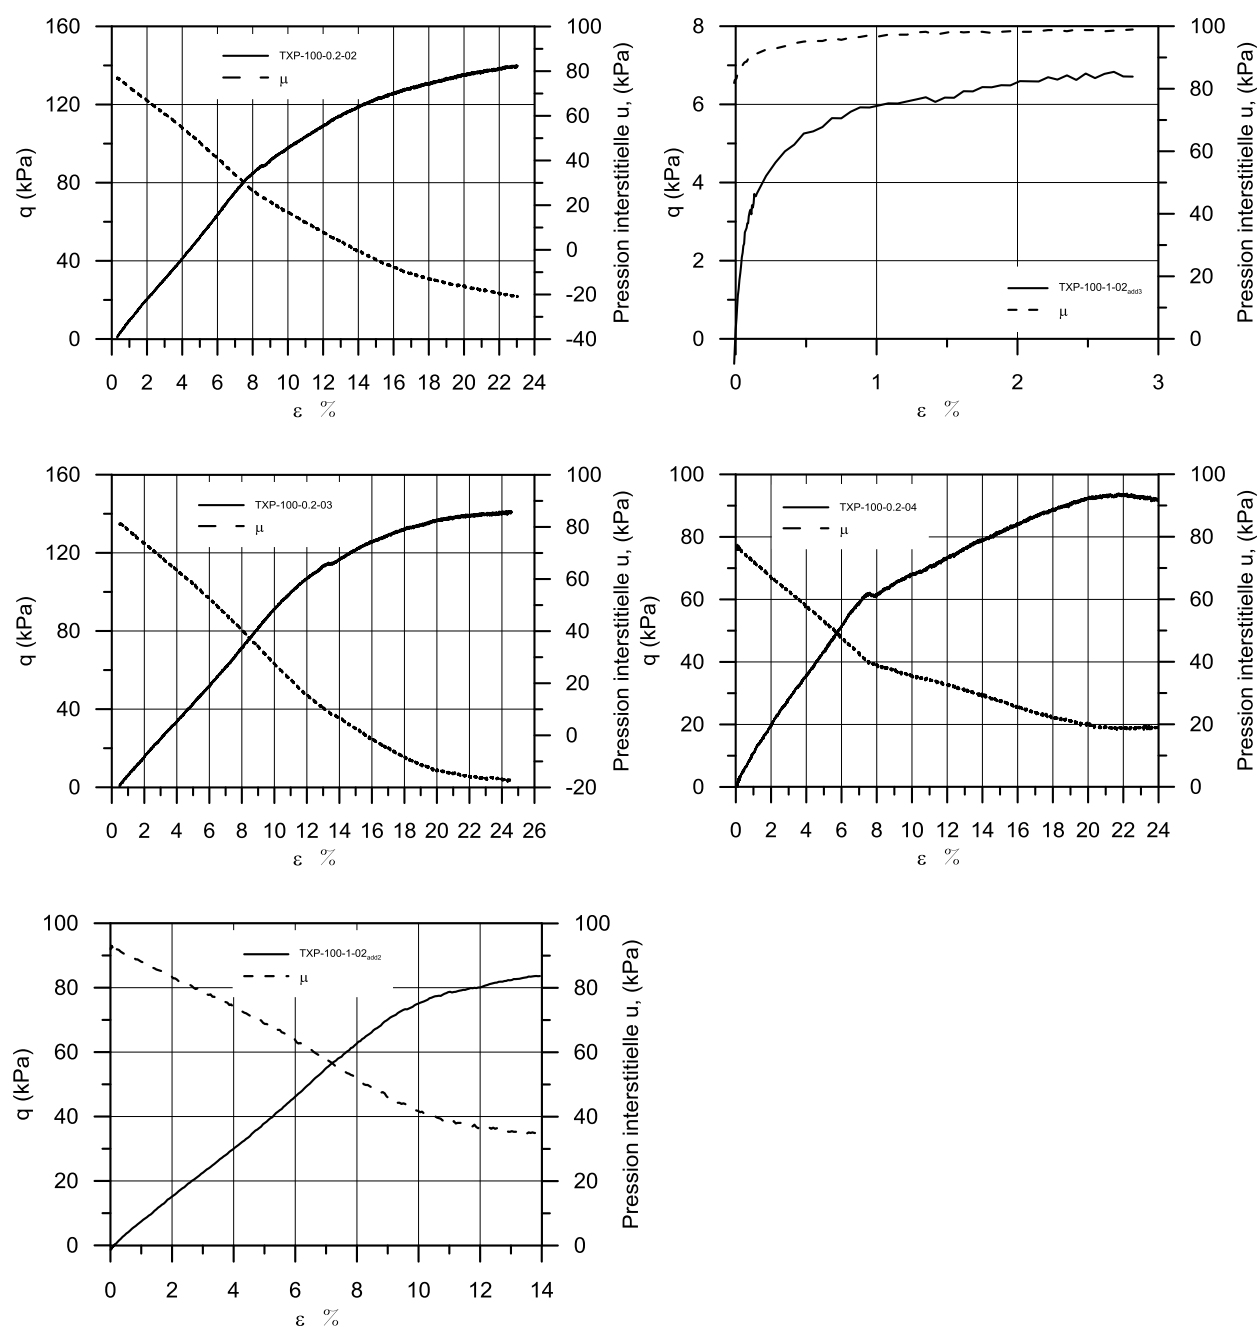 160
120
80
40
0
q (kPa)
100
80
60
40
20
0
-20
-40
Pression interstitielle u, (kPa)
TXP-100-0.2-02
μ
0 2 4 6 8 10 12 14 16 18 20 22 24
ε %
8
6
4
2
0
q (kPa)
100
80
60
40
20
0
Pression interstitielle u, (kPa)
TXP-100-1-02add3
μ
0 1 2 3
ε %
160
120
80
40
0
q (kPa)
100
80
60
40
20
0
-20
Pression interstitielle u, (kPa)
TXP-100-0.2-03
μ
0 2 4 6 8 10 12 14 16 18 20 22 24 26
ε %
100
80
60
40
20
0
q (kPa)
100
80
60
40
20
0
Pression interstitielle u, (kPa)
TXP-100-0.2-04
μ
0 2 4 6 8 10 12 14 16 18 20 22 24
ε %
100
80
60
40
20
0
q (kPa)
100
80
60
40
20
0
Pression interstitielle u, (kPa)
TXP-100-1-02add2
μ
0 2 4 6 8 10 12 14
ε %